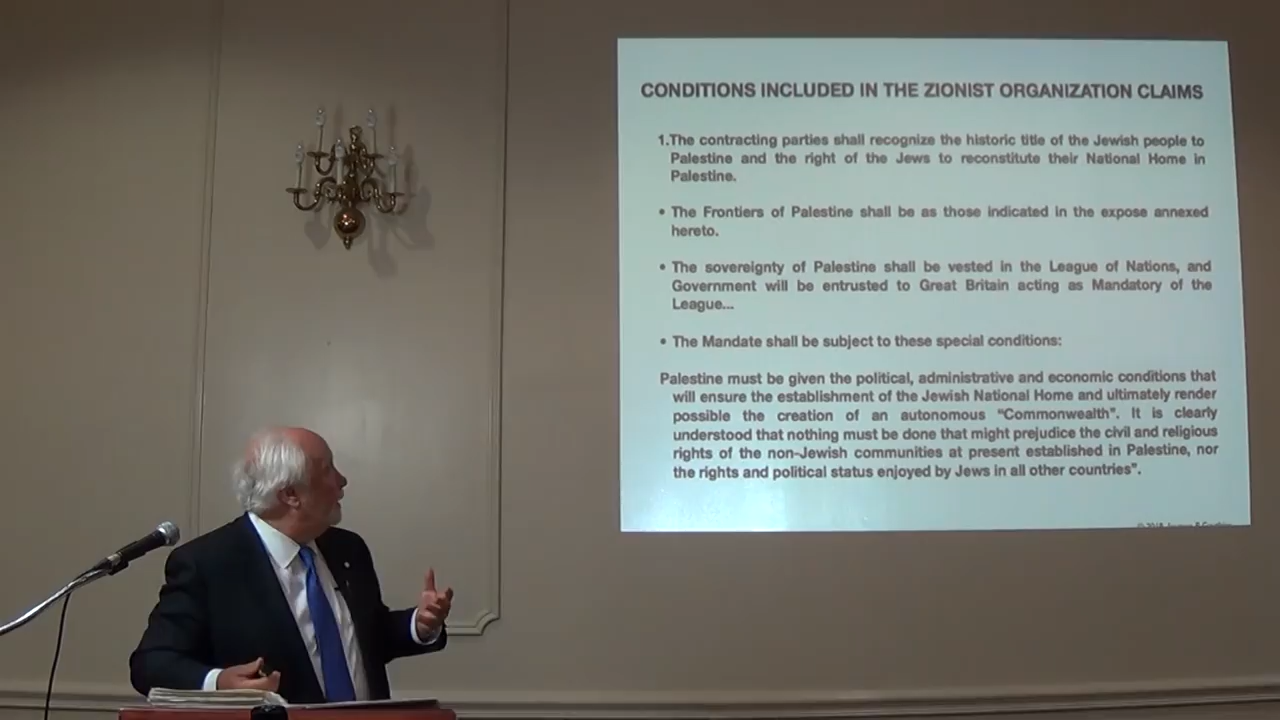 CONDITIONS INCLUDED IN THE ZIONIST ORGANIZATION CLAIMS
1.The contracting parties shall recognize the historic title of the Jewish people to
Palestine and the right of the Jews to reconstitute their National Home in
Palestine.
• The Frontiers of Palestine shall be as those indicated in the expose annexed
hereto.
• The sovereignty of Palestine shall be vested in the League of Nations, and
Government will be entrusted to Great Britain acting as Mandatory of the
League...
• The Mandate shall be subject to these special conditions:
Palestine must be given the political, administrative and economic conditions that
will ensure the establishment of the Jewish National Home and ultimately render
possible the creation of an autonomous “Commonwealth”. It is clearly
understood that nothing must be done that might prejudice the civil and religious
rights of the non-Jewish communities at present established in Palestine, nor
the rights and political status enjoyed by Jews in all other countries”.